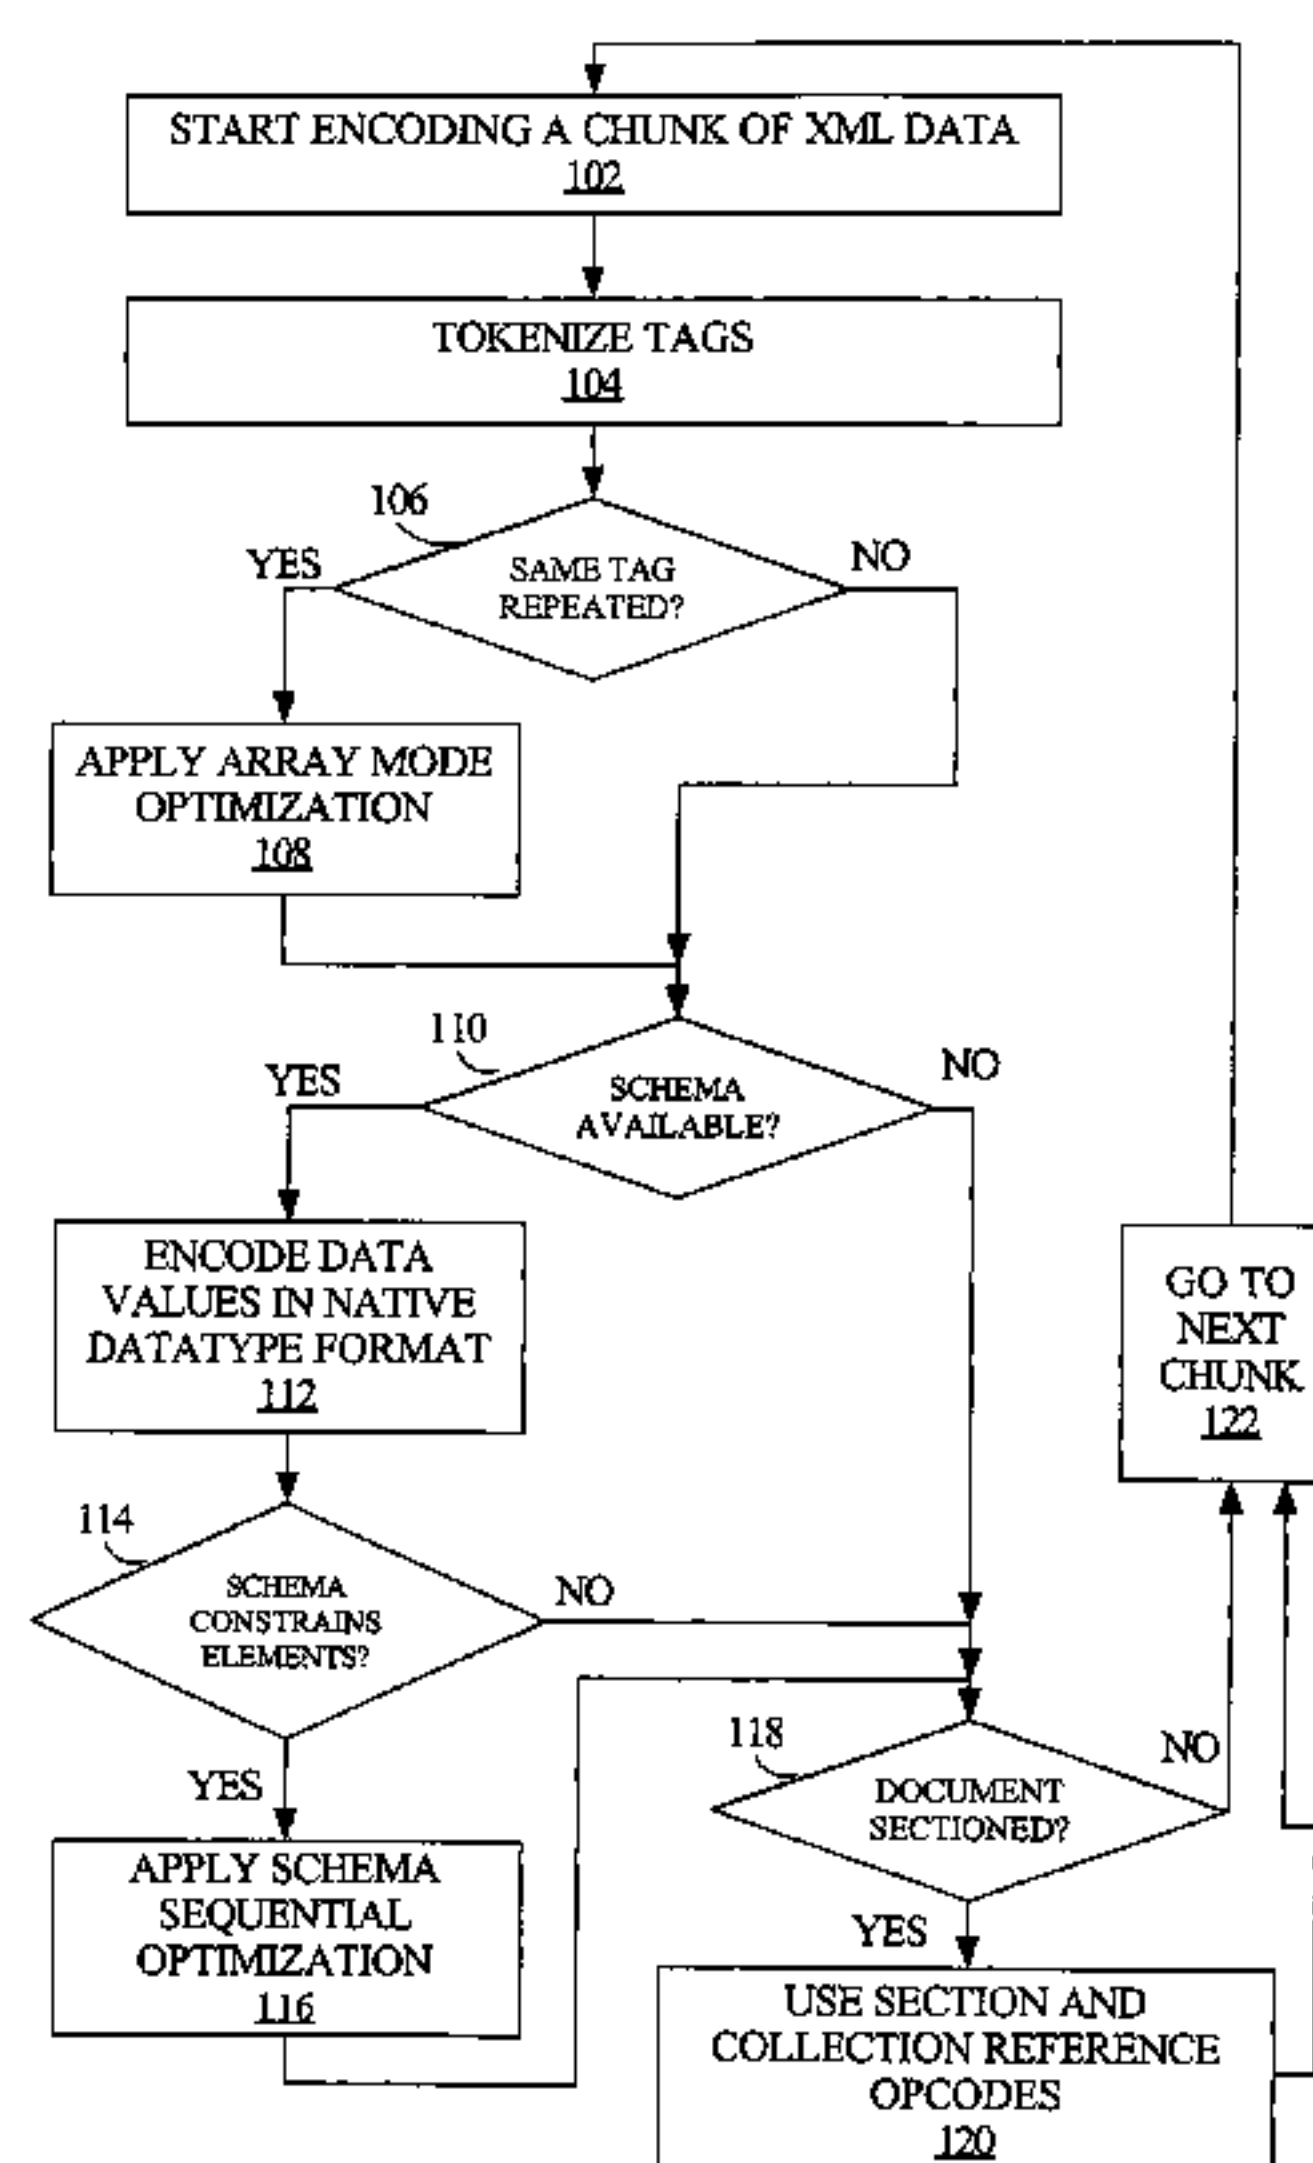 START ENCODING A CHUNK OF XML DATA
102
TOKENIZE TAGS
104
106
YES
SAME TAG
REPEATED?
NO
APPLY ARRAY MODE
OPTIMIZATION
108
110
YES
SCHEMA
AVAILABLE?
NO
ENCODE DATA
VALUES IN NATIVE
DATATYPE FORMAT
112
GO TO
NEXT
CHUNK
122
114
SCHEMA
CONSTRAINS
ELEMENTS?
NO
YES
118
DOCUMENT
SECTIONED?
NO
YES
APPLY SCHEMA
SEQUENTIAL
OPTIMIZATION
116
USE SECTION AND
COLLECTION REFERENCE
OPCODES
120